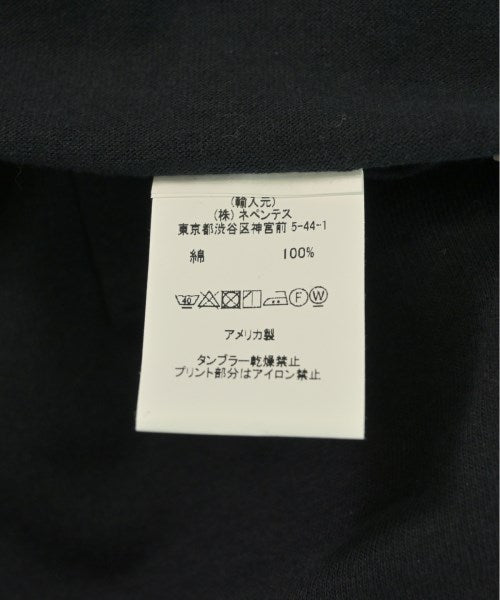 (輸入元)
(株) ネペンテス
東京都渋谷区神宮前 5-44-1
綿 100%
40 F W
アメリカ製
タンブラー乾燥禁止
プリント部分はアイロン禁止